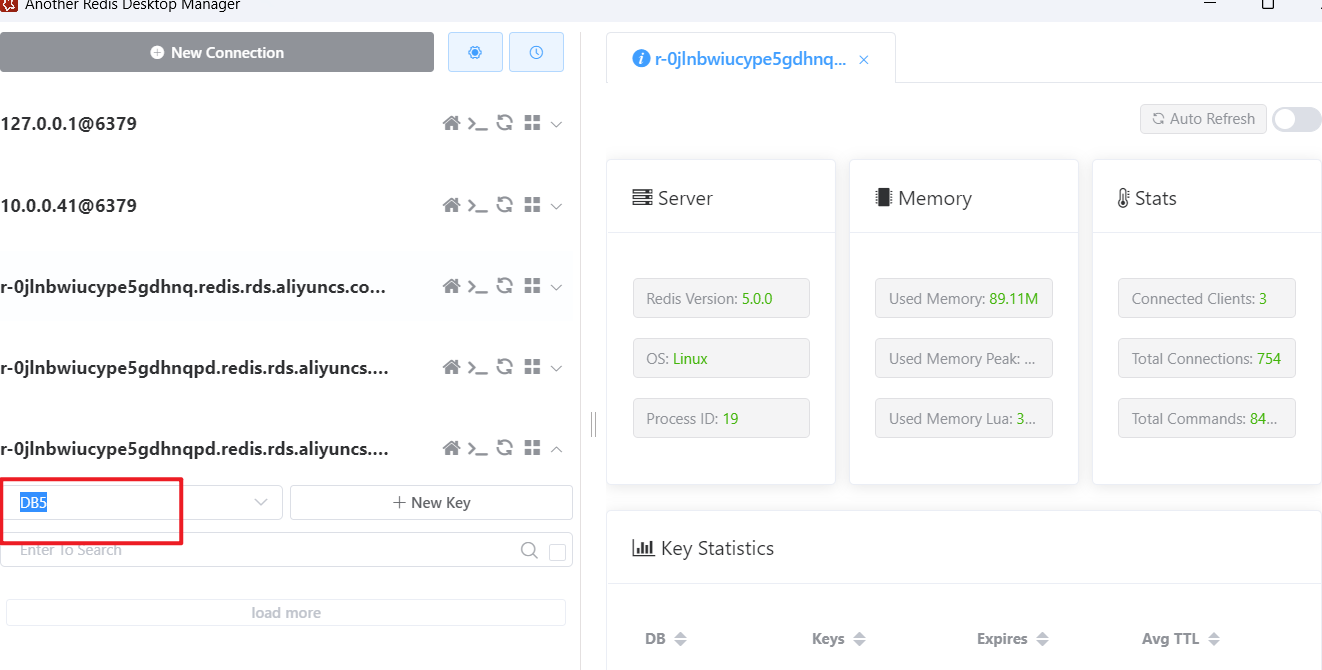 Another Redis Desktop Manager
New Connection
127.0.0.1@6379
10.0.0.41@6379
r-0jlnbwiucype5gdhnq.redis.rds.aliyuncs.co...
r-0jlnbwiucype5gdhnqpd.redis.rds.aliyuncs....
r-0jlnbwiucype5gdhnqpd.redis.rds.aliyuncs....
DB5
New Key
Enter To Search
load more
r-0jlnbwiucype5gdhnq...
Auto Refresh
Server
Redis Version: 5.0.0
OS: Linux
Process ID: 19
Memory
Used Memory: 89.11M
Used Memory Peak: ...
Used Memory Lua: 3...
Stats
Connected Clients: 3
Total Connections: 754
Total Commands: 84...
Key Statistics
DB Keys Expires Avg TTL